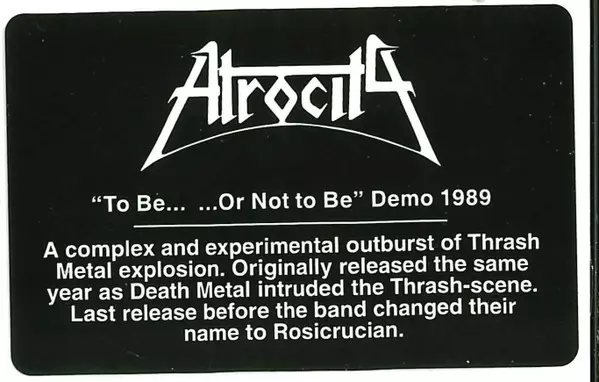 Atrocity
“To Be... ...Or Not to Be” Demo 1989
A complex and experimental outburst of Thrash
Metal explosion. Originally released the same
year as Death Metal intruded the Thrash-scene.
Last release before the band changed their
name to Rosicrucian.